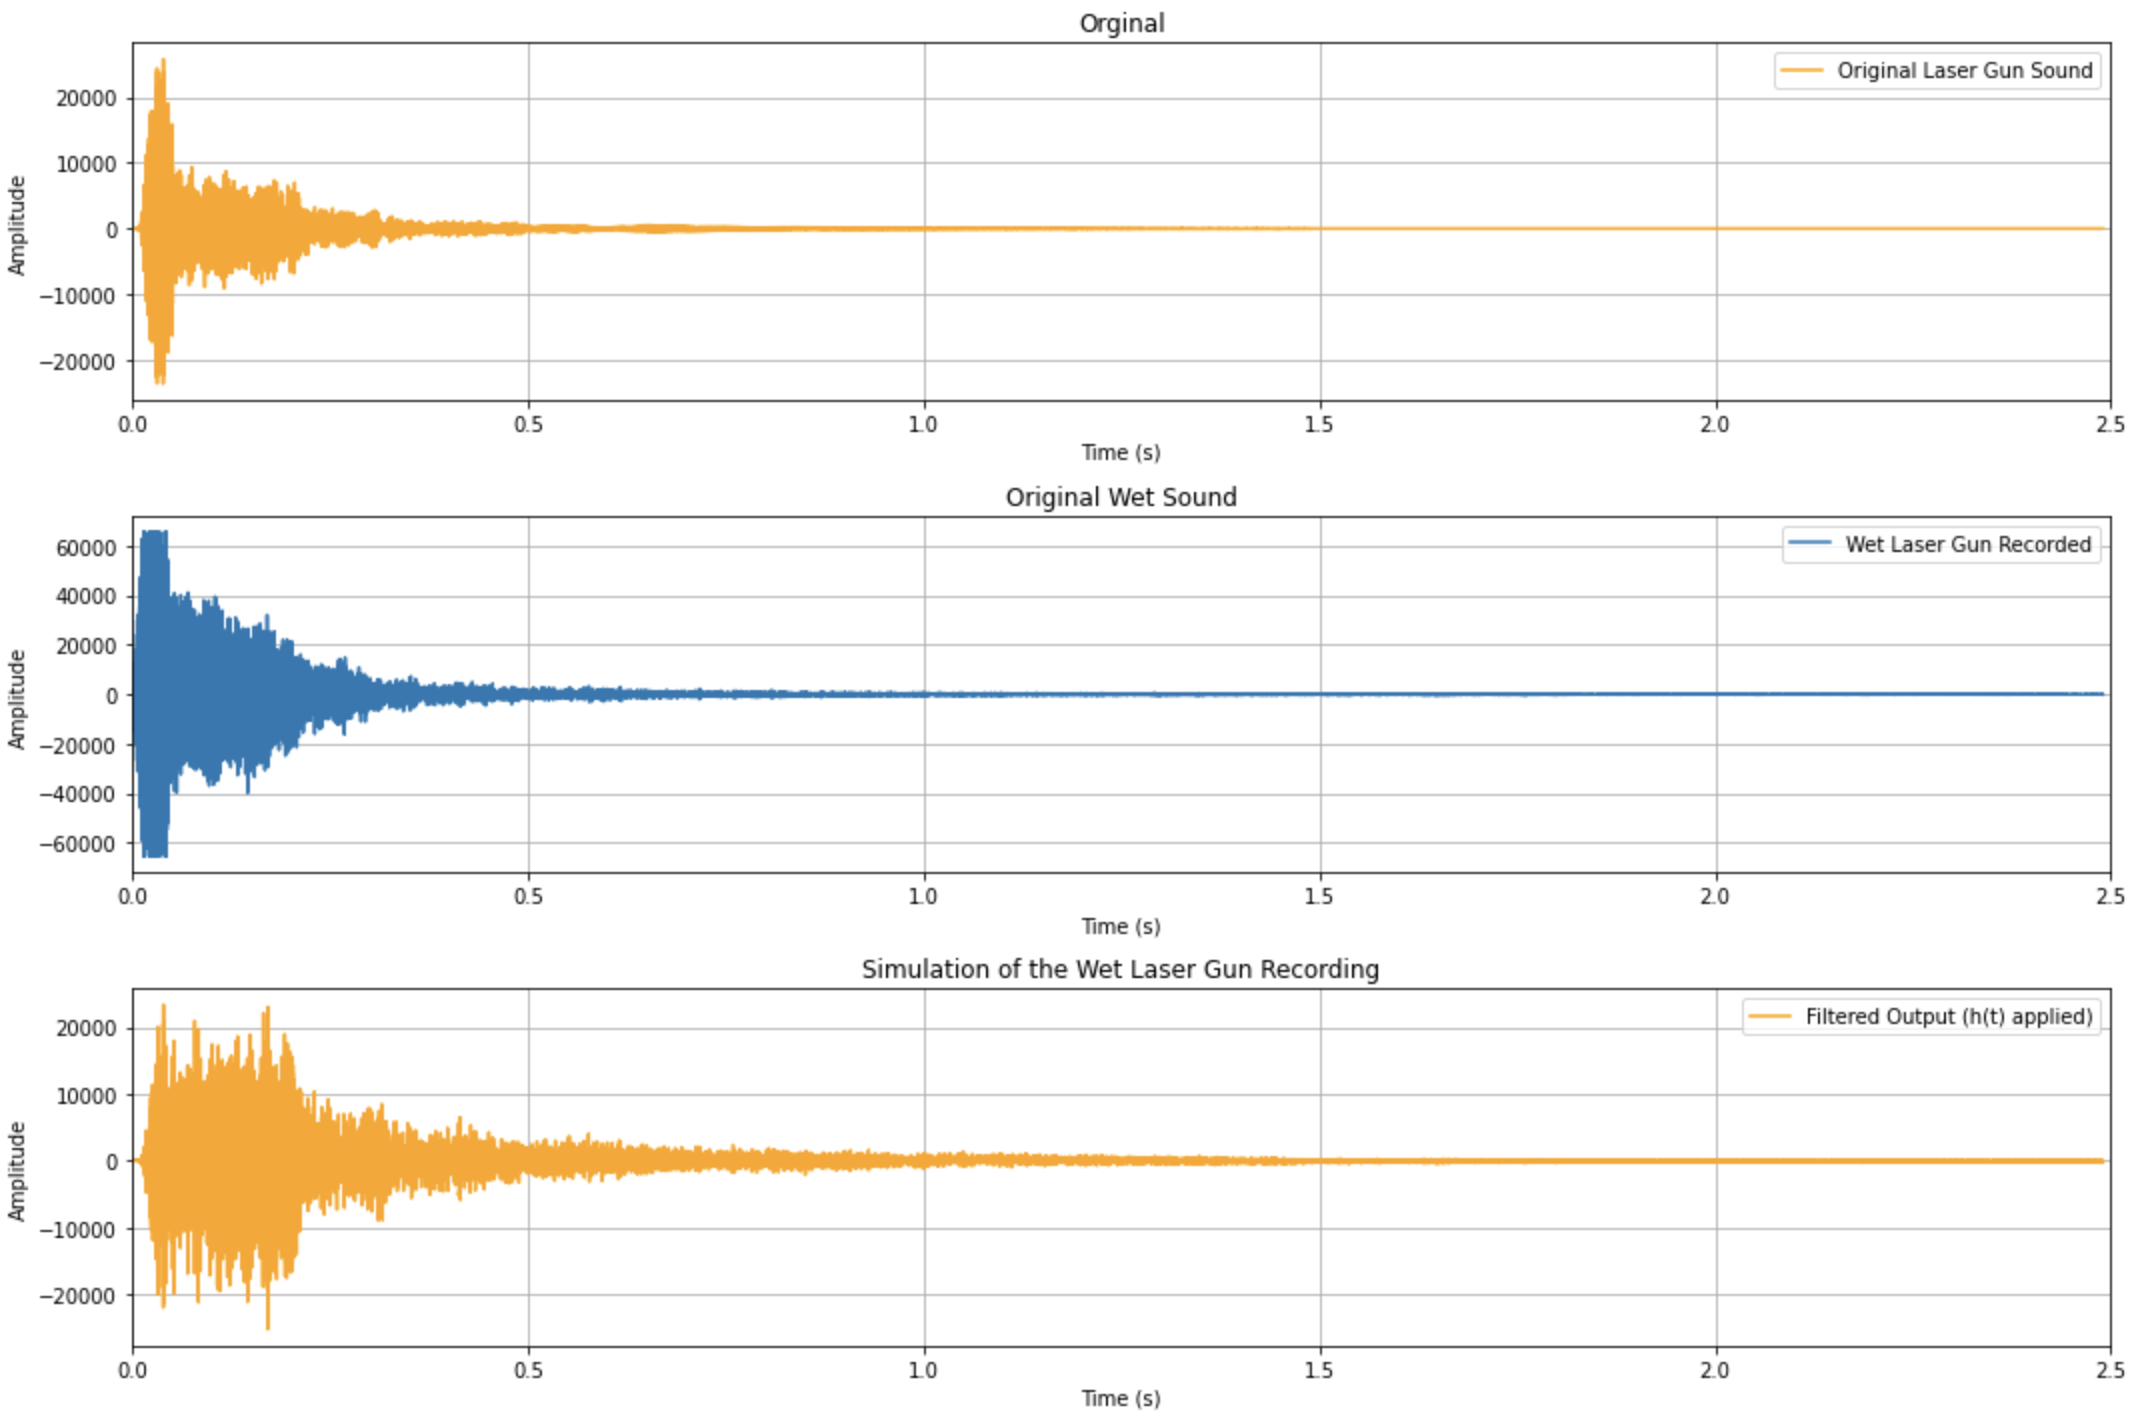 Orginal
Original Laser Gun Sound
20000
10000
0
−10000
−20000
Amplitude
0.0 0.5 1.0 1.5 2.0 2.5
Time (s)
Original Wet Sound
Wet Laser Gun Recorded
60000
40000
20000
0
−20000
−40000
−60000
Amplitude
0.0 0.5 1.0 1.5 2.0 2.5
Time (s)
Simulation of the Wet Laser Gun Recording
Filtered Output (h(t) applied)
20000
10000
0
−10000
−20000
Amplitude
0.0 0.5 1.0 1.5 2.0 2.5
Time (s)